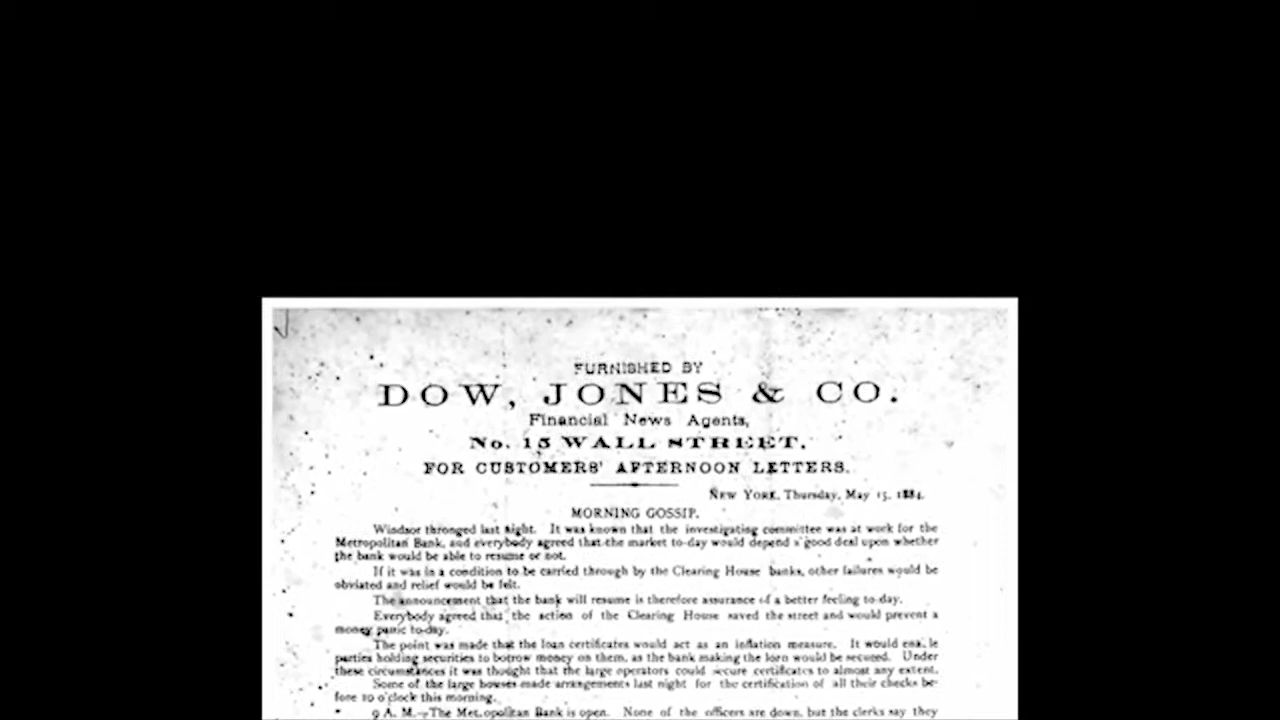 FURNISHED BY
DOW, JONES & CO.
Financial News Agents,
No. 15 WALL STREET.
FOR CUSTOMERS' AFTERNOON LETTERS.
NEW YORK, Thursday, May 15, 1884.
MORNING GOSSIP.
Windsor thronged last night. It was known that the investigating committee was at work for the
Metropolitan Bank, and everybody agreed that the market to-day would depend a good deal upon whether
the bank would be able to resume or not.
If it was in a condition to be carried through by the Clearing House banks, other failures would be
obviated and relief would be felt.
The announcement that the bank will resume is therefore assurance of a better feeling to-day.
Everybody agreed that the action of the Clearing House saved the street and would prevent a
money panic to-day.
The point was made that the loan certificates would act as an inflation measure. It would enable
parties holding securities to borrow money on them, as the bank making the loan would be secured. Under
these circumstances it was thought that the large operators could secure certificates to almost any extent.
Some of the large houses made arrangements last night for the certification of all their checks be-
fore 10 o'clock this morning.
9 A. M.—The Metropolitan Bank is open. None of the officers are down, but the clerks say they